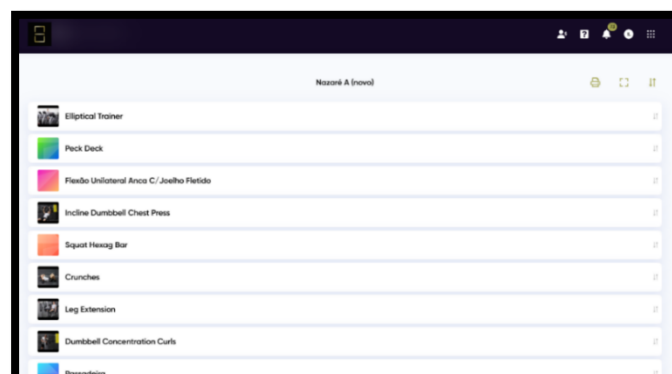 Nazaré A (novo)
Elliptical Trainer
Peck Deck
Flexão Unilateral Anca C/Joelho Fletido
Incline Dumbbell Chest Press
Squat Hexag Bar
Crunches
Leg Extension
Dumbbell Concentration Curls
Passadeira